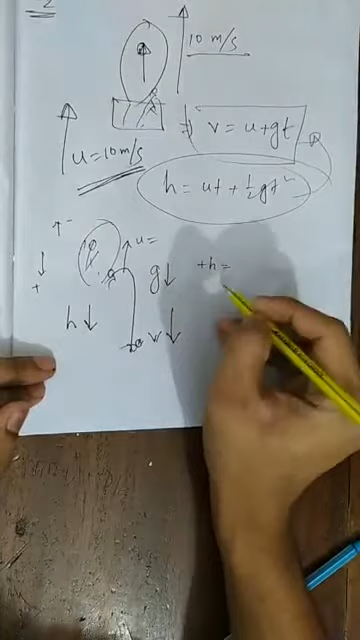 10 m/s
⇒ v = u + gt
u = 10 m/s
h = ut + ½gt²
↑ -
↑ u =
↓ +
g ↓
+h =
h ↓
v ↓